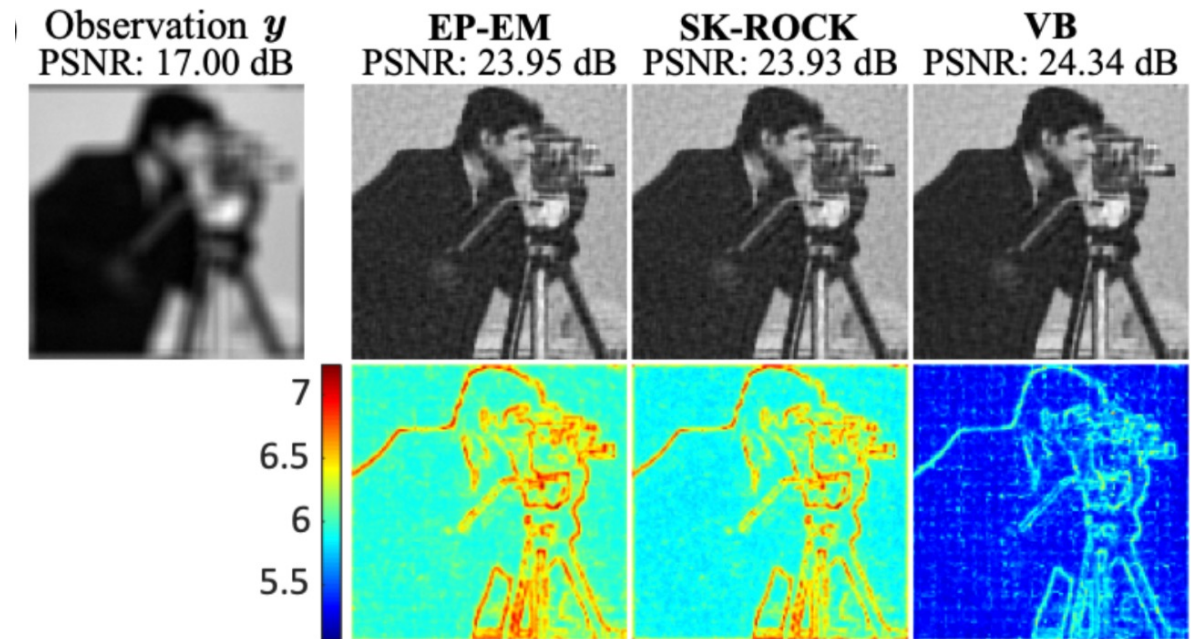 Observation y
PSNR: 17.00 dB
EP-EM
PSNR: 23.95 dB
SK-ROCK
PSNR: 23.93 dB
VB
PSNR: 24.34 dB
7
6.5
6
5.5